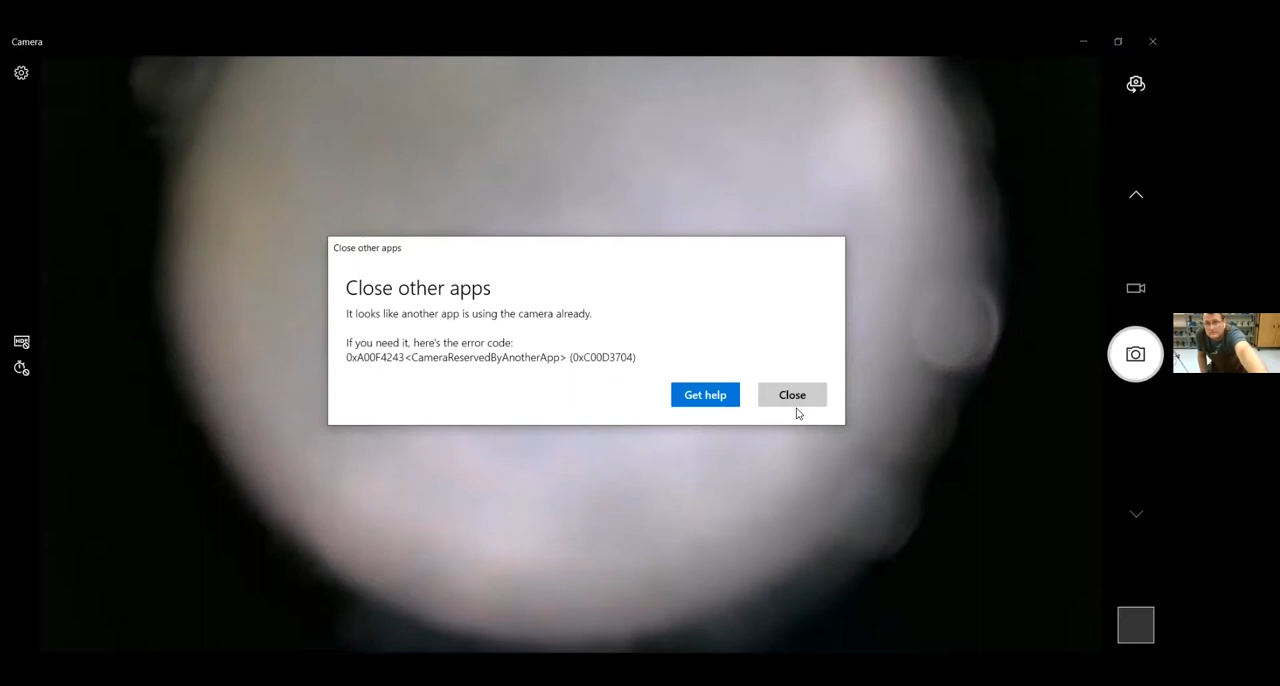 Camera
Close other apps
Close other apps
It looks like another app is using the camera already.
If you need it, here's the error code:
0xA00F4243<CameraReservedByAnotherApp> (0xC00D3704)
Get help
Close
HDR